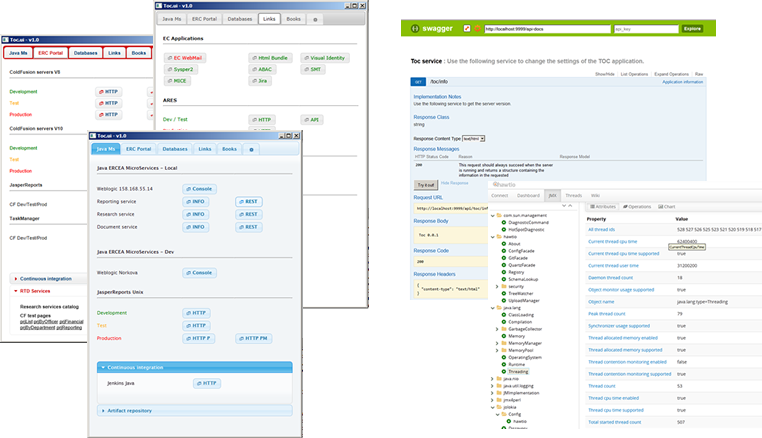 Toc.ai - v1.0
Java Ms
ERC Portal
Databases
Links
Books
ColdFusion servers V8
Development
HTTP
Test
HTTP
Production
HTTP
ColdFusion servers V10
Development
Test
Production
JasperReports
CF Dev/Test/Prod
TaskManager
CF Dev/Test/Prod
Continuous integration
RTD Services
Research services catalog
CF test pages
Toc.ai - v1.0
Java Ms
ERC Portal
Databases
Links
Books
EC Applications
EC WebMail
Html Bundle
Visual Identity
Sysper2
ABAC
SMT
MICE
Jira
ARES
Dev / Test
HTTP
API
Toc.ai - v1.0
Java Ms
ERC Portal
Databases
Links
Books
Java ERCEA MicroServices - Local
Weblogic 158.168.55.14
Console
Reporting service
INFO
REST
Research service
INFO
REST
Document service
INFO
REST
Java ERCEA MicroServices - Dev
Weblogic Norkova
Console
JasperReports Unix
Development
HTTP
Test
HTTP
Production
HTTP P
HTTP PM
Continuous integration
Jenkins Java
HTTP
Artifact repository
swagger
http://localhost:9999/api-docs
api_key
Explore
Toc service : Use the following service to change the settings of the TOC application.
Show/Hide
List Operations
Expand Operations
Raw
GET
/toc/info
Application information
Implementation Notes
Use the following service to get the server version.
Response Class
string
Response Content Type
text/html
Response Messages
HTTP Status Code
Reason
Response Model
200
This request should always succeed when the server
is running and returns a structure containing the
information in the requested
Try it out!
Hide Response
Request URL
http://localhost:9999/api/toc/inf
Response Body
Toc 0.0.1
Response Code
200
Response Headers
{
"content-type": "text/html"
}
hawtio
Connect
Dashboard
JMX
Threads
Wiki
com.sun.management
DiagnosticCommand
HotSpotDiagnostic
hawtio
About
ConfigFacade
GitFacade
QuartzFacade
Registry
SchemaLookup
security
TreeWatcher
UploadManager
java.lang
ClassLoading
Compilation
GarbageCollector
Memory
MemoryManager
MemoryPool
OperatingSystem
Runtime
Threading
java.nio
java.util.logging
JMImplementation
jmx4perl
jolokia
Config
hawtio
Attributes
Operations
Chart
Property
Value
All thread ids
528 527 526 525 523 521 520 519 518 517
Current thread cpu time
62400400
CurrentThreadCpuTime
Current thread cpu time supported
true
Current thread user time
31200200
Daemon thread count
18
Object monitor usage supported
true
Object name
java.lang:type=Threading
Peak thread count
79
Synchronizer usage supported
true
Thread allocated memory enabled
true
Thread allocated memory supported
true
Thread contention monitoring enabled
false
Thread contention monitoring supported
true
Thread count
53
Thread cpu time enabled
true
Thread cpu time supported
true
Total started thread count
507